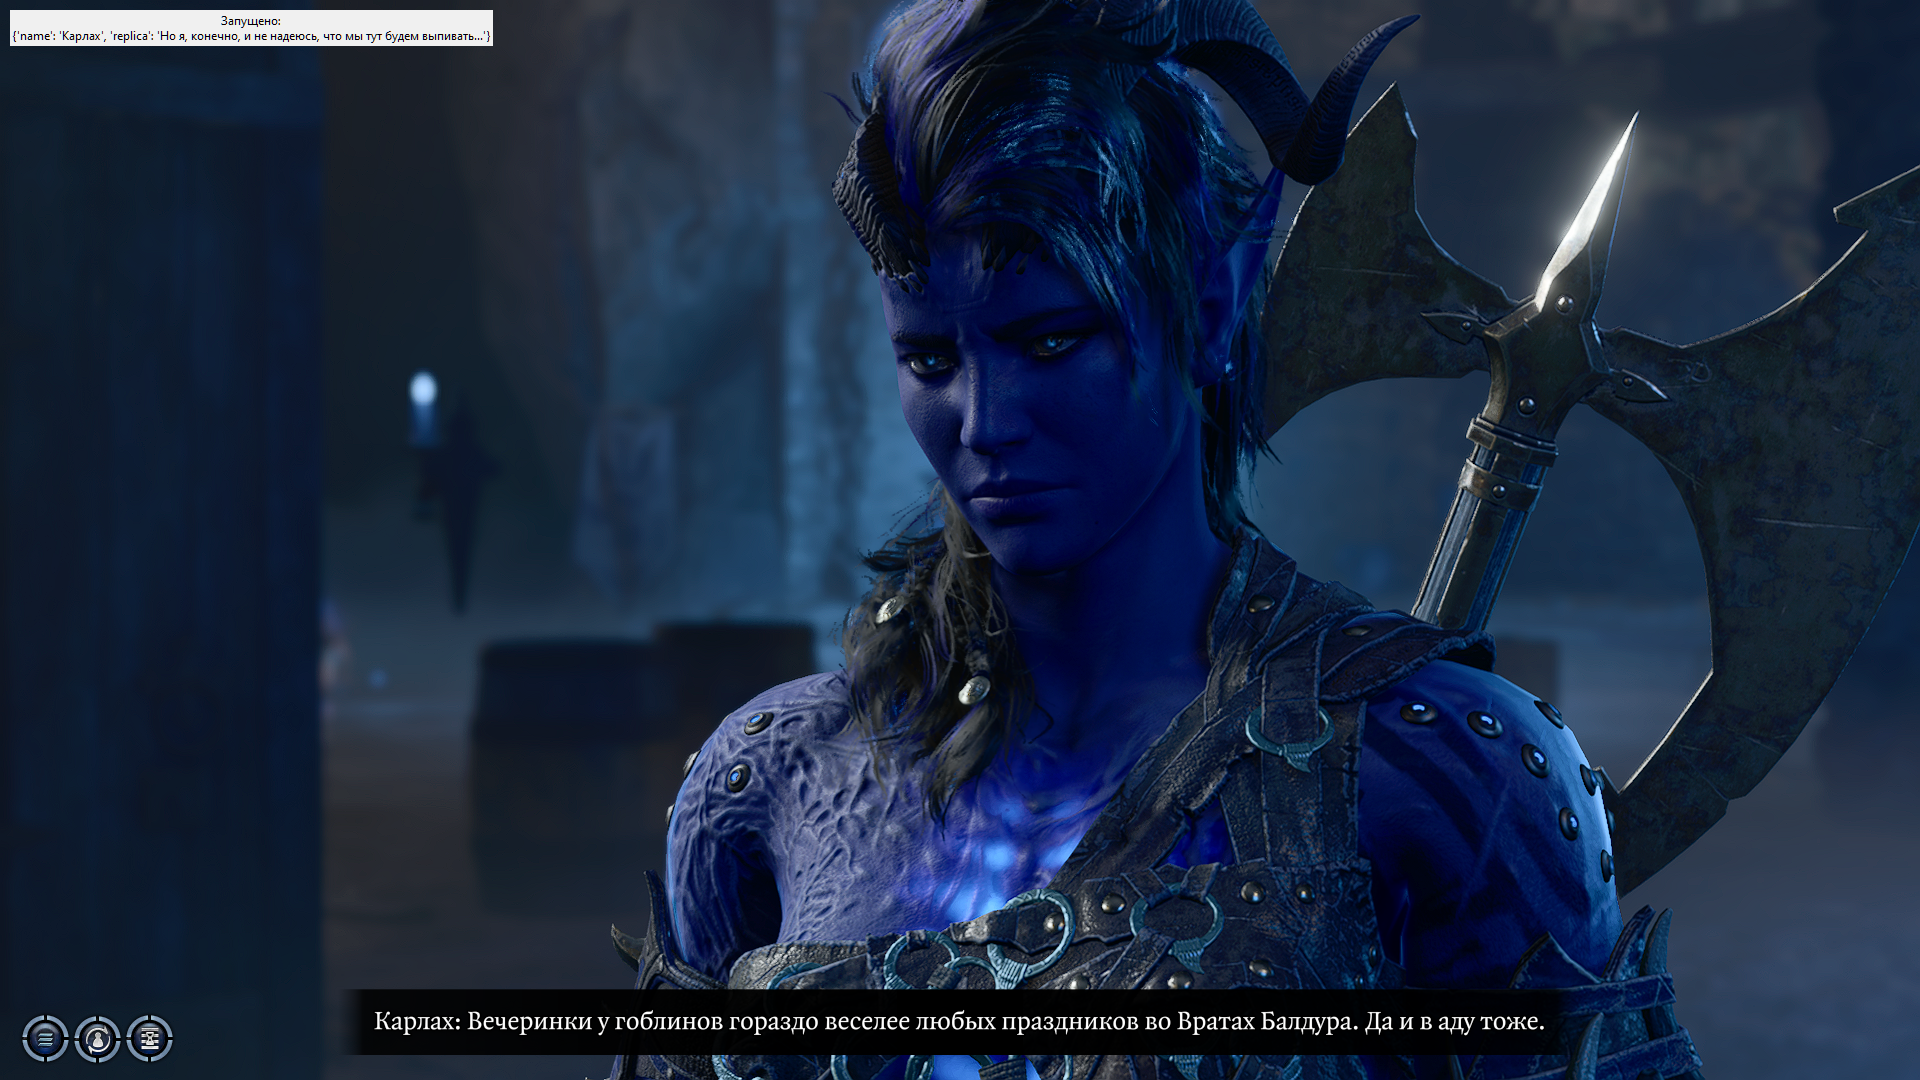 Запущено:
{'name': 'Карлах', 'replica': 'Но я, конечно, и не надеюсь, что мы тут будем выпивать...'}
Карлах: Вечеринки у гоблинов гораздо веселее любых праздников во Вратах Балдура. Да и в аду тоже.